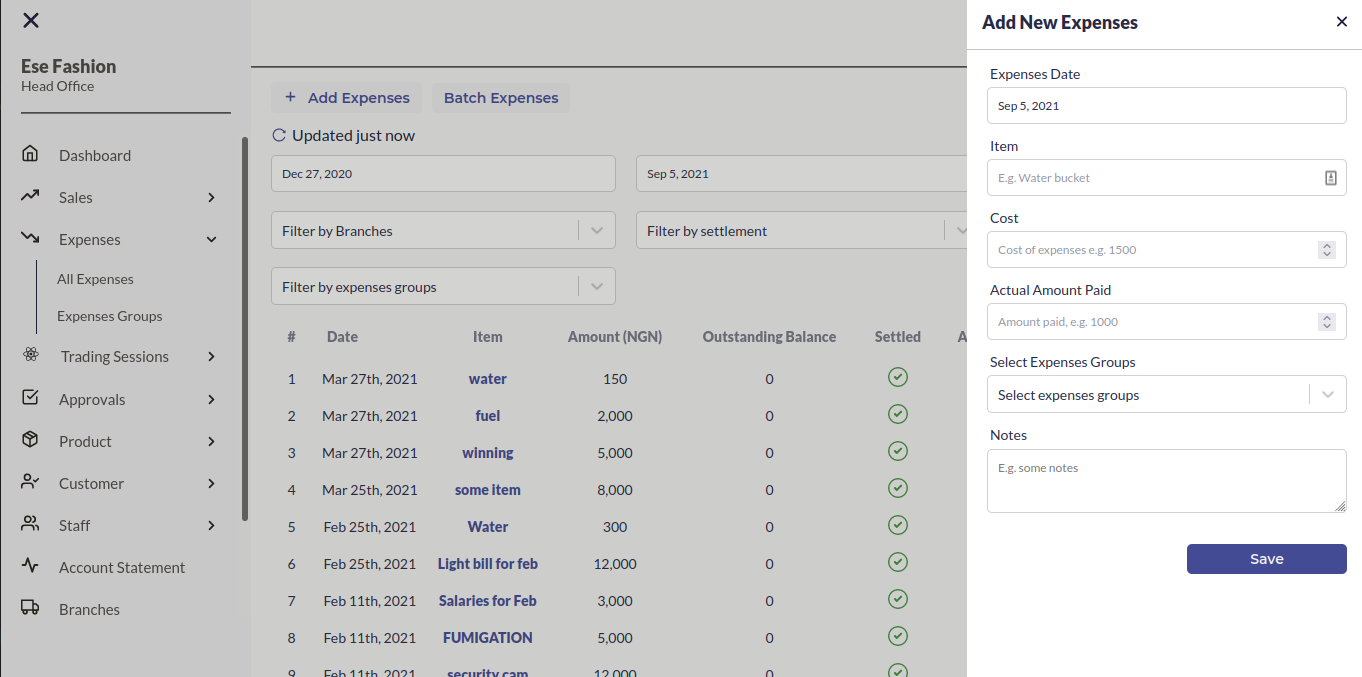 Ese Fashion
Head Office
Dashboard
Sales
Expenses
All Expenses
Expenses Groups
Trading Sessions
Approvals
Product
Customer
Staff
Account Statement
Branches
+ Add Expenses Batch Expenses
Updated just now
Dec 27, 2020 Sep 5, 2021
Filter by Branches Filter by settlement
Filter by expenses groups
# Date Item Amount (NGN) Outstanding Balance Settled A
1 Mar 27th, 2021 water 150 0
2 Mar 27th, 2021 fuel 2,000 0
3 Mar 27th, 2021 winning 5,000 0
4 Mar 25th, 2021 some item 8,000 0
5 Feb 25th, 2021 Water 300 0
6 Feb 25th, 2021 Light bill for feb 12,000 0
7 Feb 11th, 2021 Salaries for Feb 3,000 0
8 Feb 11th, 2021 FUMIGATION 5,000 0
9 Feb 11th, 2021 security cam 12,000 0
Add New Expenses
Expenses Date
Sep 5, 2021
Item
E.g. Water bucket
Cost
Cost of expenses e.g. 1500
Actual Amount Paid
Amount paid, e.g. 1000
Select Expenses Groups
Select expenses groups
Notes
E.g. some notes
Save